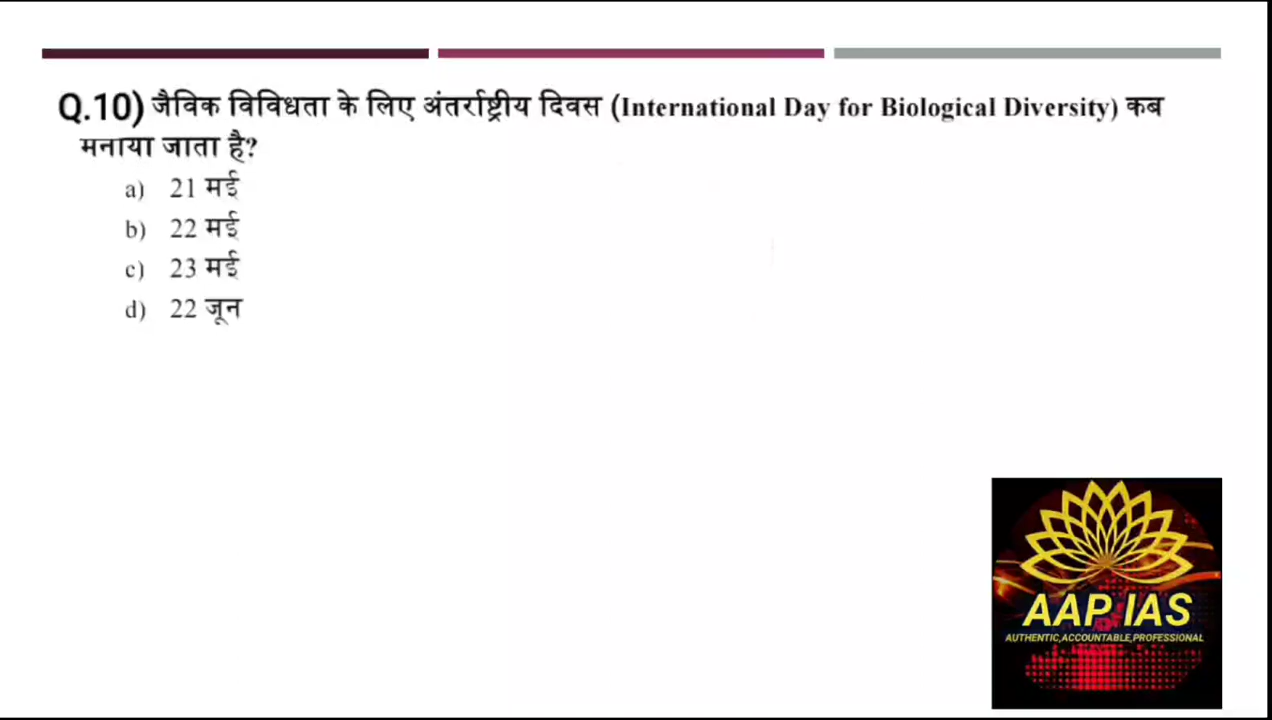 Q.10) जैविक विविधता के लिए अंतर्राष्ट्रीय दिवस (International Day for Biological Diversity) कब
मनाया जाता है?
a) 21 मई
b) 22 मई
c) 23 मई
d) 22 जून
AAP IAS
AUTHENTIC,ACCOUNTABLE,PROFESSIONAL